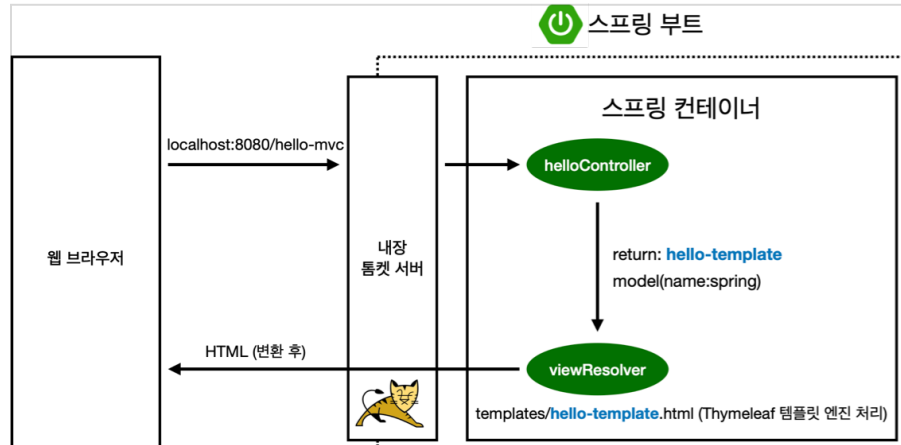 스프링 부트
스프링 컨테이너
localhost:8080/hello-mvc
helloController
웹 브라우저
내장
톰켓 서버
return: hello-template
model(name:spring)
HTML (변환 후)
viewResolver
templates/hello-template.html (Thymeleaf 템플릿 엔진 처리)